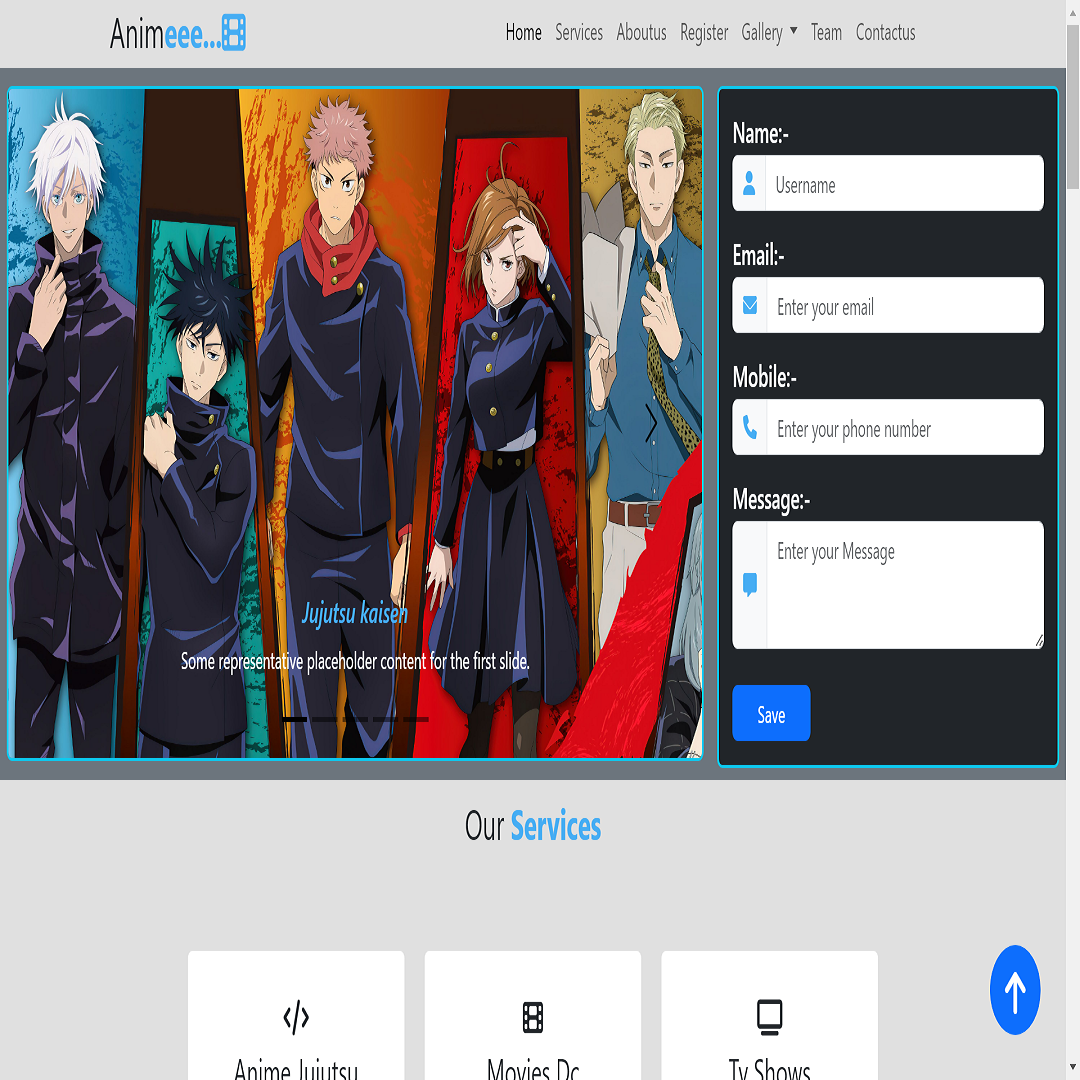 Animeee...
Home Services Aboutus Register Gallery Team Contactus
Jujutsu kaisen
Some representative placeholder content for the first slide.
Name:-
Username
Email:-
Enter your email
Mobile:-
Enter your phone number
Message:-
Enter your Message
Save
Our Services
Anime Jujutsu
Movies Dc
Tv Shows